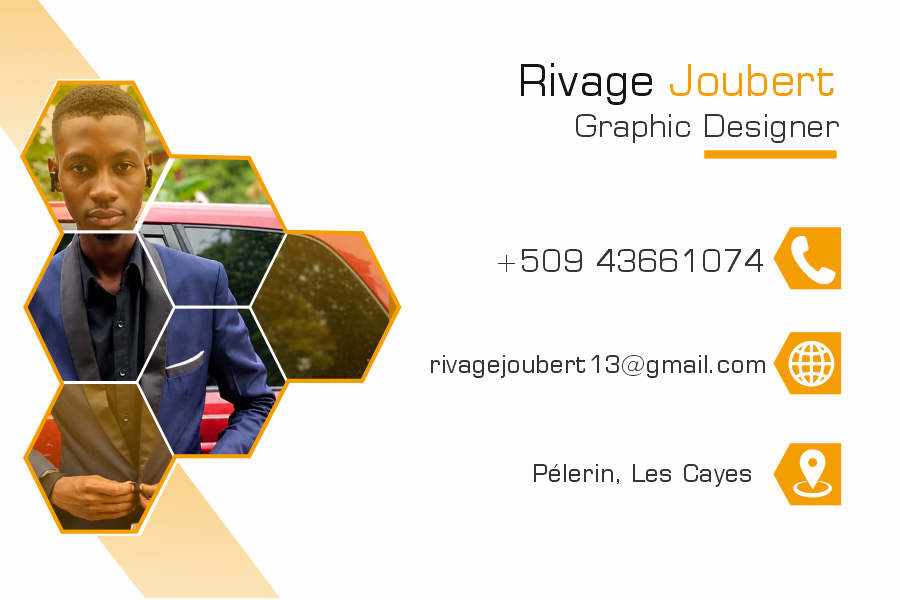 Rivage Joubert
Graphic Designer
+509 43661074
rivagejoubert13@gmail.com
Pélerin, Les Cayes